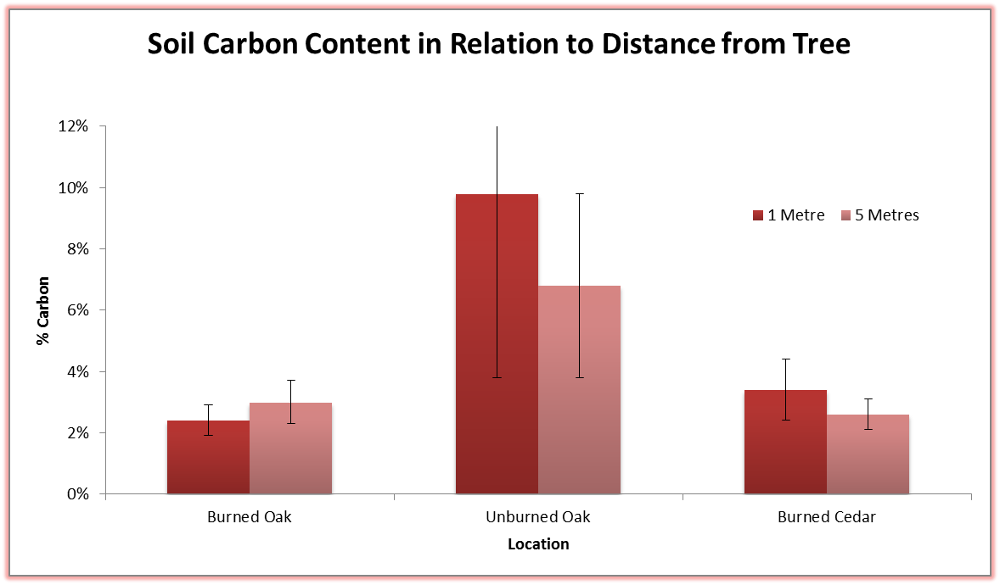 Soil Carbon Content in Relation to Distance from Tree
12%
10%
8%
6%
4%
2%
0%
% Carbon
1 Metre 5 Metres
Burned Oak Unburned Oak Burned Cedar
Location